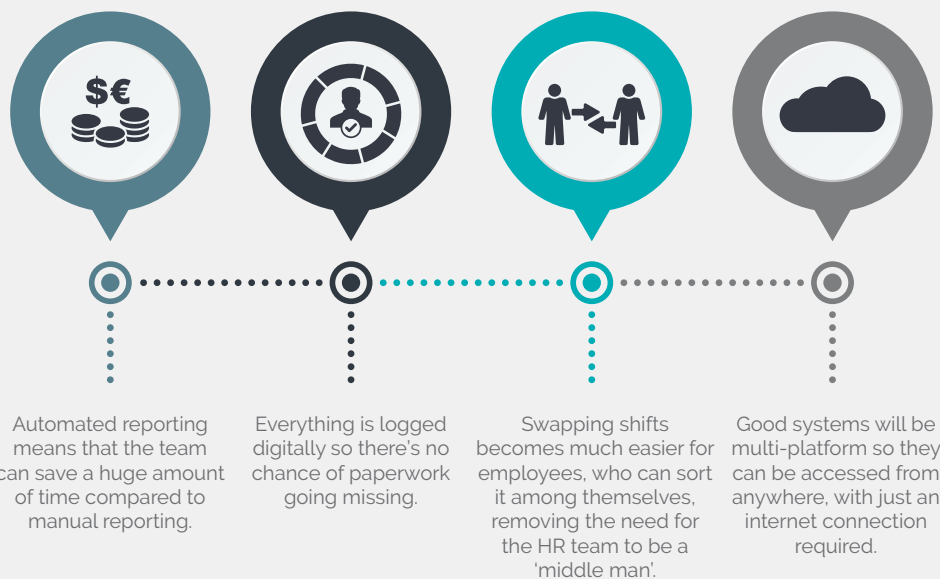 $€
Automated reporting
means that the team
can save a huge amount
of time compared to
manual reporting.
Everything is logged
digitally so there's no
chance of paperwork
going missing.
Swapping shifts
becomes much easier for
employees, who can sort
it among themselves,
removing the need for
the HR team to be a
‘middle man’.
Good systems will be
multi-platform so they
can be accessed from
anywhere, with just an
internet connection
required.